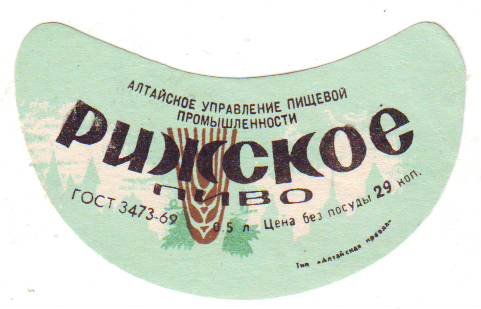 АЛТАЙСКОЕ УПРАВЛЕНИЕ ПИЩЕВОЙ
ПРОМЫШЛЕННОСТИ
РИЖСКОЕ
ПИВО
ГОСТ 3473-69
0,5 л. Цена без посуды 29 коп.
Тип «Алтайская правда»